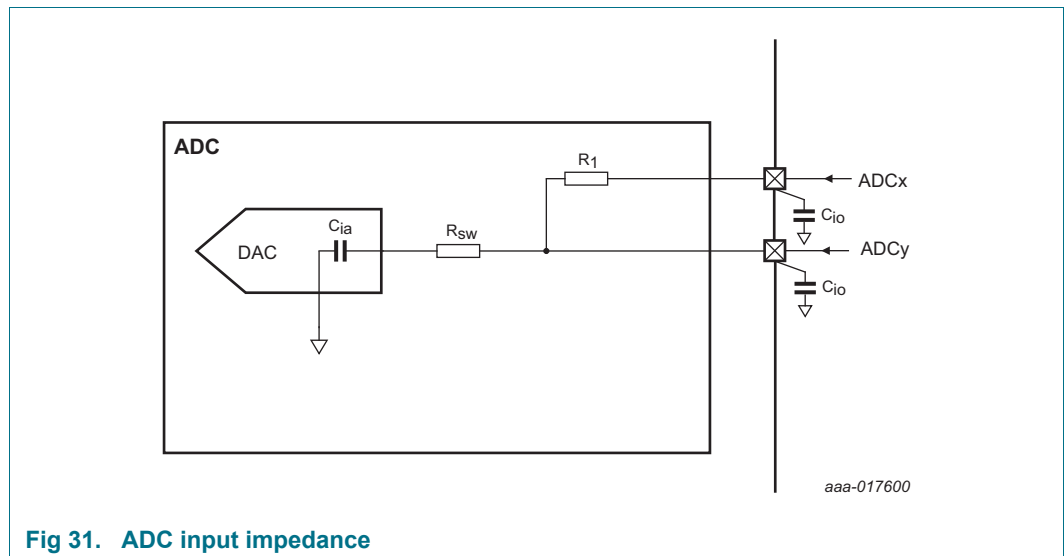 ADC
R1
ADCx
Cio
Cia
Rsw
DAC
ADCy
Cio
aaa-017600
Fig 31. ADC input impedance